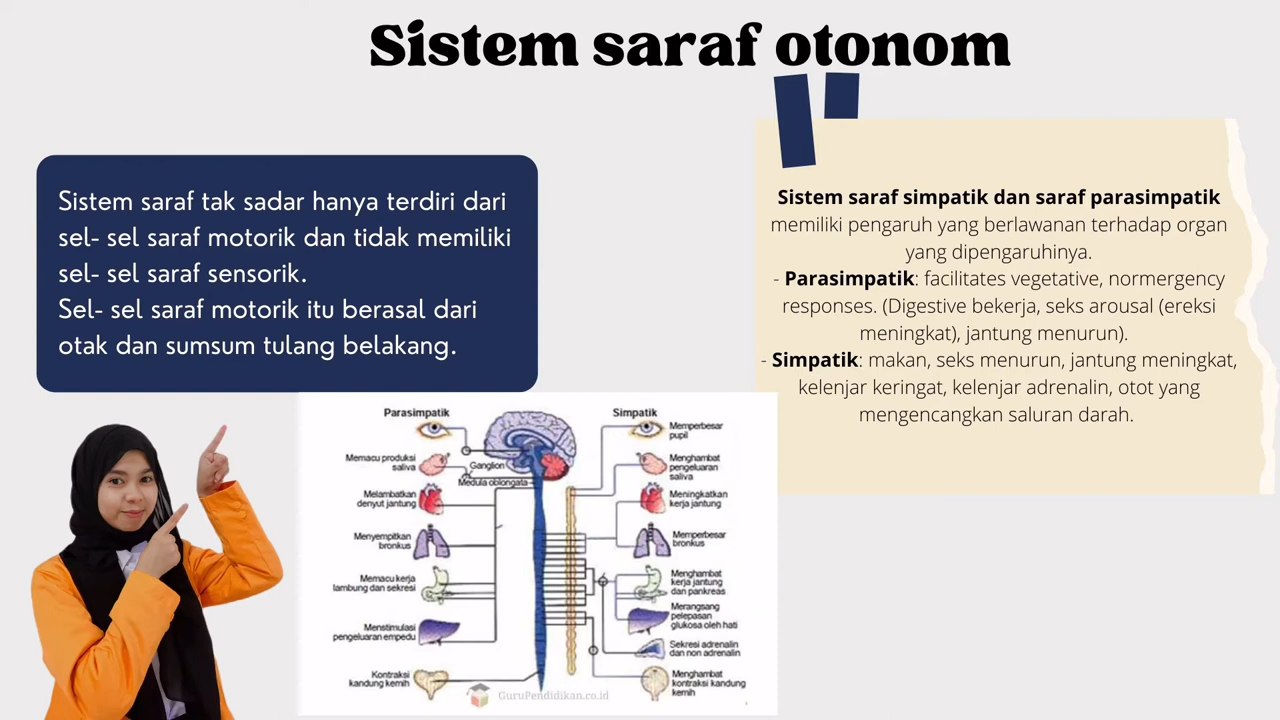 Sistem saraf otonom
Sistem saraf tak sadar hanya terdiri dari
sel- sel saraf motorik dan tidak memiliki
sel- sel saraf sensorik.
Sel- sel saraf motorik itu berasal dari
otak dan sumsum tulang belakang.
Sistem saraf simpatik dan saraf parasimpatik
memiliki pengaruh yang berlawanan terhadap organ
yang dipengaruhinya.
- Parasimpatik: facilitates vegetative, normergency
responses. (Digestive bekerja, seks arousal (ereksi
meningkat), jantung menurun).
- Simpatik: makan, seks menurun, jantung meningkat,
kelenjar keringat, kelenjar adrenalin, otot yang
mengencangkan saluran darah.
Parasimpatik
Memacu produksi
saliva
Melambatkan
denyut jantung
Menyempitkan
bronkus
Memacu kerja
lambung dan sekresi
Menstimulasi
pengeluaran empedu
Kontraksi
kandung kemih
Ganglion
Medula oblongata
Simpatik
Memperbesar
pupil
Menghambat
pengeluaran
saliva
Meningkatkan
kerja jantung
Memperbesar
bronkus
Menghambat
kerja jantung
dan pankreas
Merangsang
pelepasan
glukosa oleh hati
Sekresi adrenalin
dan non adrenalin
Menghambat
kontraksi kandung
kemih
GuruPendidikan.co.id